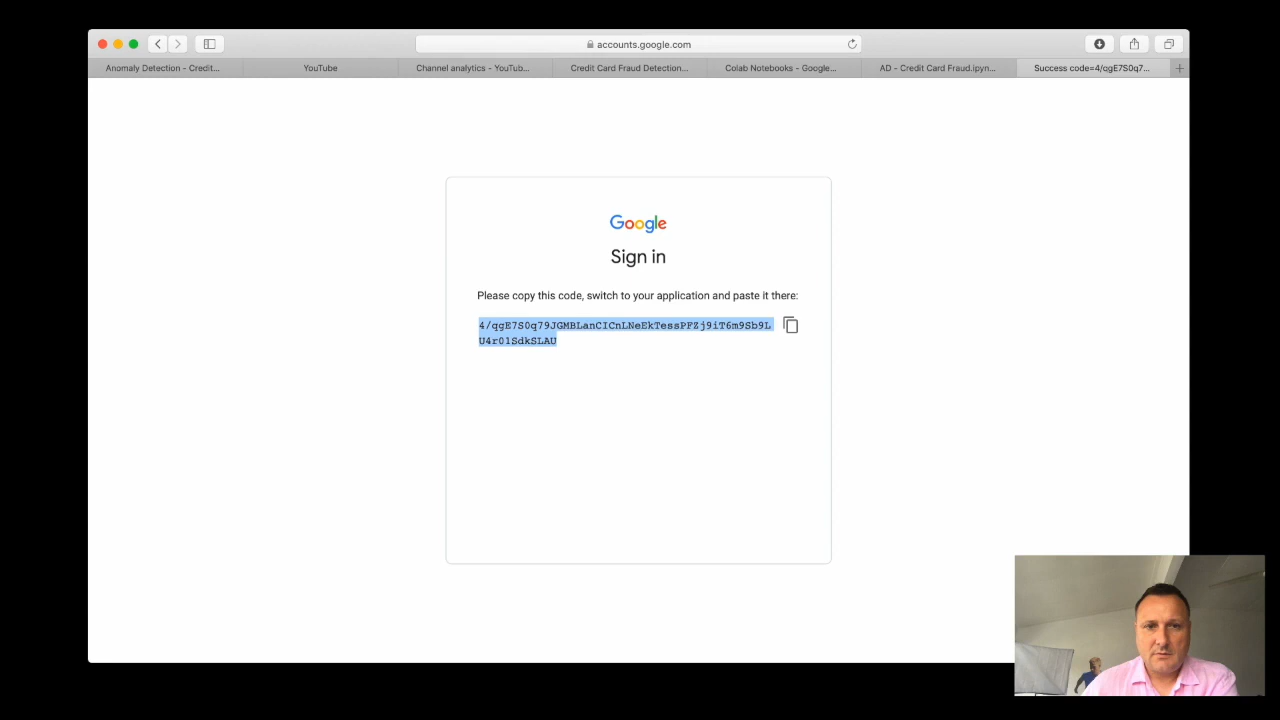 accounts.google.com
Anomaly Detection - Credit...
YouTube
Channel analytics - YouTub...
Credit Card Fraud Detection...
Colab Notebooks - Google...
AD - Credit Card Fraud.ipyn...
Success code=4/qgE7S0q7...
Google
Sign in
Please copy this code, switch to your application and paste it there:
4/qgE7S0q79JGMBLanCICnLNeEkTessPFZj9iT6m9Sb9L
U4r01SdkSLAU